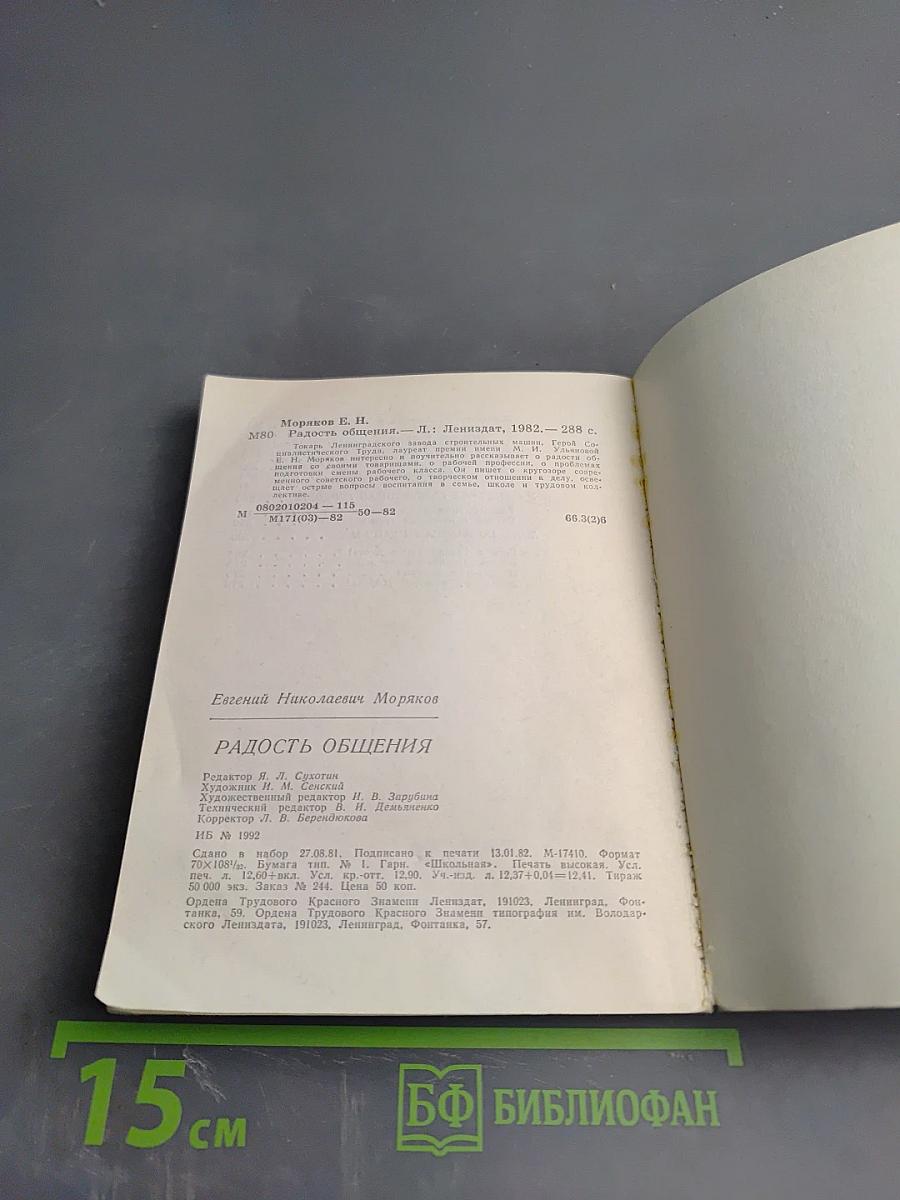 Моряков Е. Н.
М80 Радость общения.— Л.: Лениздат, 1982.— 288 с.
Токарь Ленинградского завода строительных машин, Герой Со-
циалистического Труда, лауреат премии имени М. И. Ульяновой
Е. Н. Моряков интересно и поучительно рассказывает о радости об-
щения со своими товарищами, о рабочей профессии, о проблемах
подготовки смены рабочего класса. Он пишет о кругозоре совре-
менного советского рабочего, о творческом отношении к делу, осве-
щает острые вопросы воспитания в семье, школе и трудовом кол-
лективе.
М 0802010204 — 115
М171(03)—82 50—82 66.3(2)6
Евгений Николаевич Моряков
РАДОСТЬ ОБЩЕНИЯ
Редактор Я. Л. Сухотин
Художник И. М. Сенский
Художественный редактор И. В. Зарубина
Технический редактор В. И. Демьяненко
Корректор Л. В. Берендюкова
ИБ № 1992
Сдано в набор 27.08.81. Подписано к печати 13.01.82. М-17410. Формат
70×108¹/₃₂. Бумага тип. № 1. Гарн. «Школьная». Печать высокая. Усл.
печ. л. 12,60+вкл. Усл. кр.-отт. 12,90. Уч.-изд. л. 12,37+0,04=12,41. Тираж
50 000 экз. Заказ № 244. Цена 50 коп.
Ордена Трудового Красного Знамени Лениздат, 191023, Ленинград, Фон-
танка, 59. Ордена Трудового Красного Знамени типография им. Володар-
ского Лениздата, 191023, Ленинград, Фонтанка, 57.
15 см
БФ БИБЛИОФАН